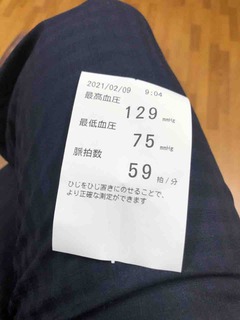 2021/02/09 9:04
最高血圧
129 mmHg
最低血圧
75 mmHg
脈拍数
59 拍/分
ひじをひじ置きにのせることで、
より正確な測定ができます